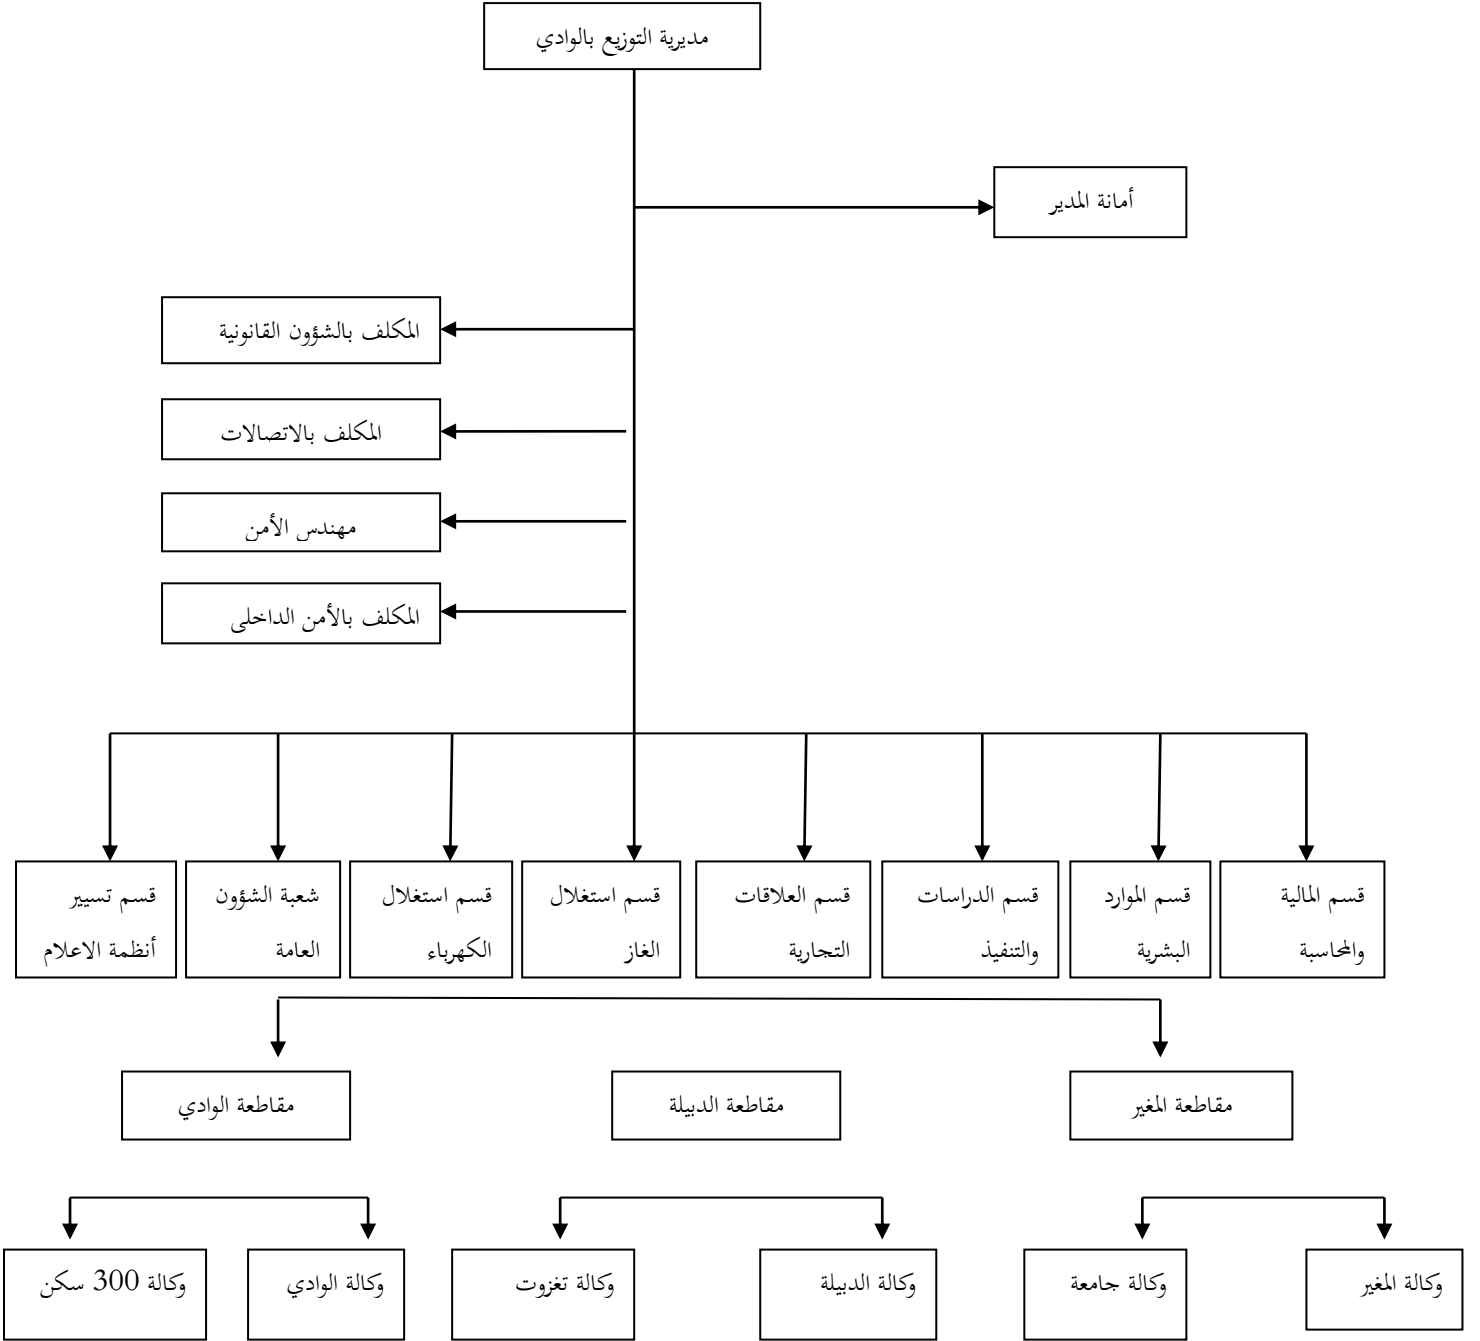 مديرية التوزيع بالوادي
أمانة المدير
المكلف بالشؤون القانونية
المكلف بالاتصالات
مهندس الأمن
المكلف بالأمن الداخلي
قسم المالية
والمحاسبة
قسم الموارد
البشرية
قسم الدراسات
والتنفيذ
قسم العلاقات
التجارية
قسم استغلال
الغاز
قسم استغلال
الكهرباء
شعبة الشؤون
العامة
قسم تسيير
أنظمة الاعلام
مقاطعة المغير
مقاطعة الدبيلة
مقاطعة الوادي
وكالة المغير
وكالة جامعة
وكالة الدبيلة
وكالة تغزوت
وكالة الوادي
وكالة 300 سكن